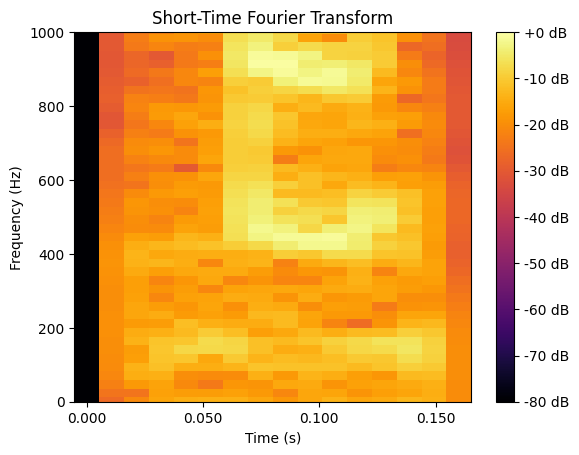 Short-Time Fourier Transform
1000
800
600
400
200
0
Frequency (Hz)
0.000
0.050
0.100
0.150
Time (s)
+0 dB
-10 dB
-20 dB
-30 dB
-40 dB
-50 dB
-60 dB
-70 dB
-80 dB